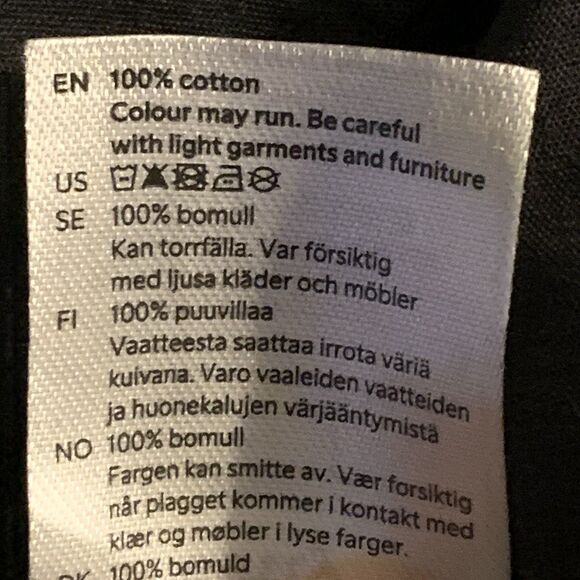 EN 100% cotton
Colour may run. Be careful
with light garments and furniture
US
SE 100% bomull
Kan torrfälla. Var försiktig
med ljusa kläder och möbler
FI 100% puuvillaa
Vaatteesta saattaa irrota väriä
kuivana. Varo vaaleiden vaatteiden
ja huonekalujen värjääntymistä
NO 100% bomull
Fargen kan smitte av. Vær forsiktig
når plagget kommer i kontakt med
klær og møbler i lyse farger.
DK 100% bomuld